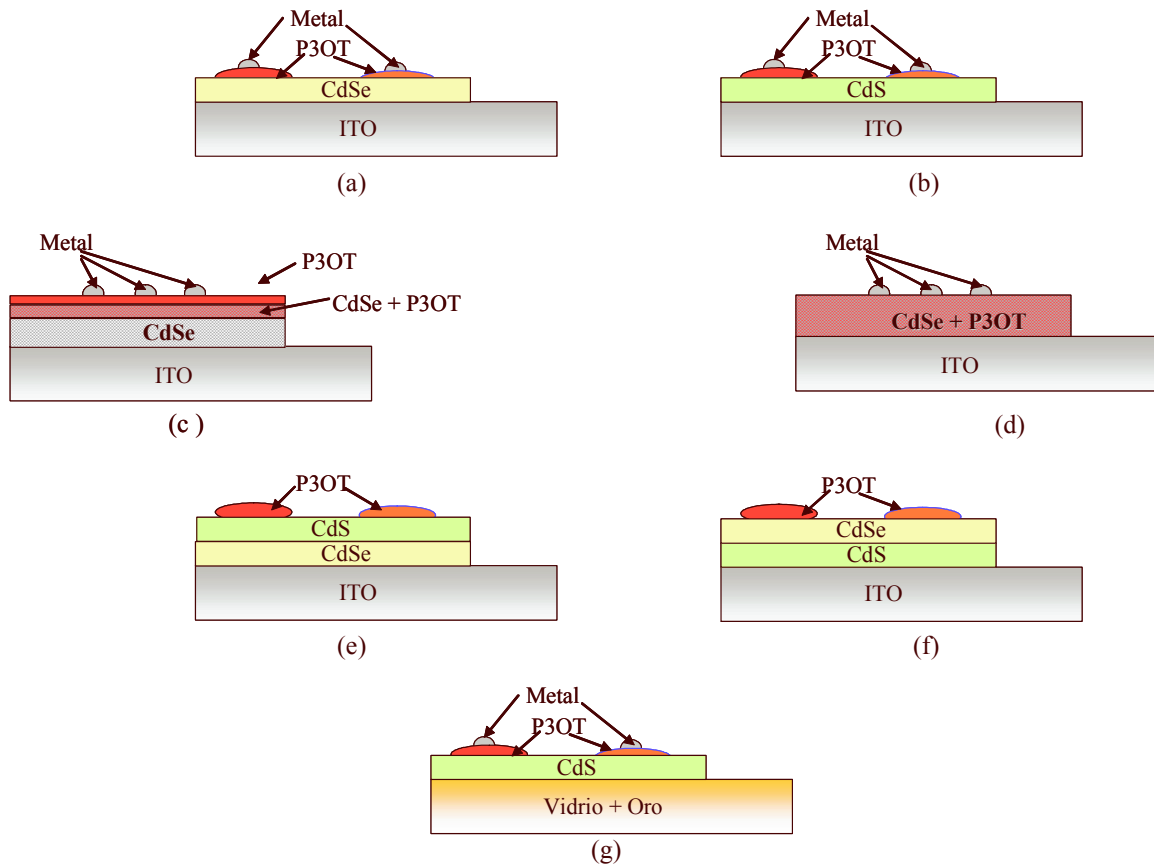 Metal
P3OT
CdSe
ITO
(a)
Metal
P3OT
CdS
ITO
(b)
Metal
P3OT
CdSe + P3OT
CdSe
ITO
(c )
Metal
CdSe + P3OT
ITO
(d)
P3OT
CdS
CdSe
ITO
(e)
P3OT
CdSe
CdS
ITO
(f)
Metal
P3OT
CdS
Vidrio + Oro
(g)